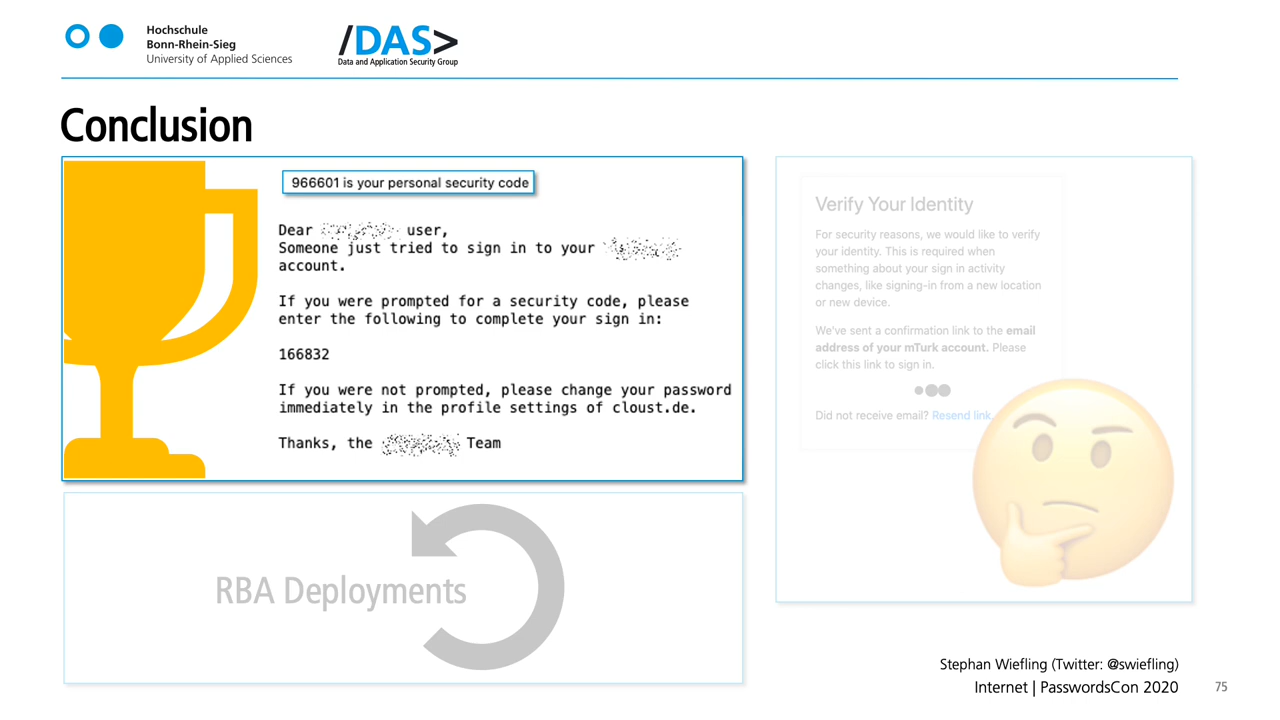 Hochschule
Bonn-Rhein-Sieg
University of Applied Sciences
/DAS>
Data and Application Security Group
Conclusion
966601 is your personal security code
Dear user,
Someone just tried to sign in to your
account.
If you were prompted for a security code, please
enter the following to complete your sign in:
166832
If you were not prompted, please change your password
immediately in the profile settings of cloust.de.
Thanks, the Team
Verify Your Identity
For security reasons, we would like to verify
your identity. This is required when
something about your sign in activity
changes, like signing-in from a new location
or new device.
We've sent a confirmation link to the email
address of your mTurk account. Please
click this link to sign in.
Did not receive email? Resend link
RBA Deployments
Stephan Wiefling (Twitter: @swiefling)
Internet | PasswordsCon 2020
75